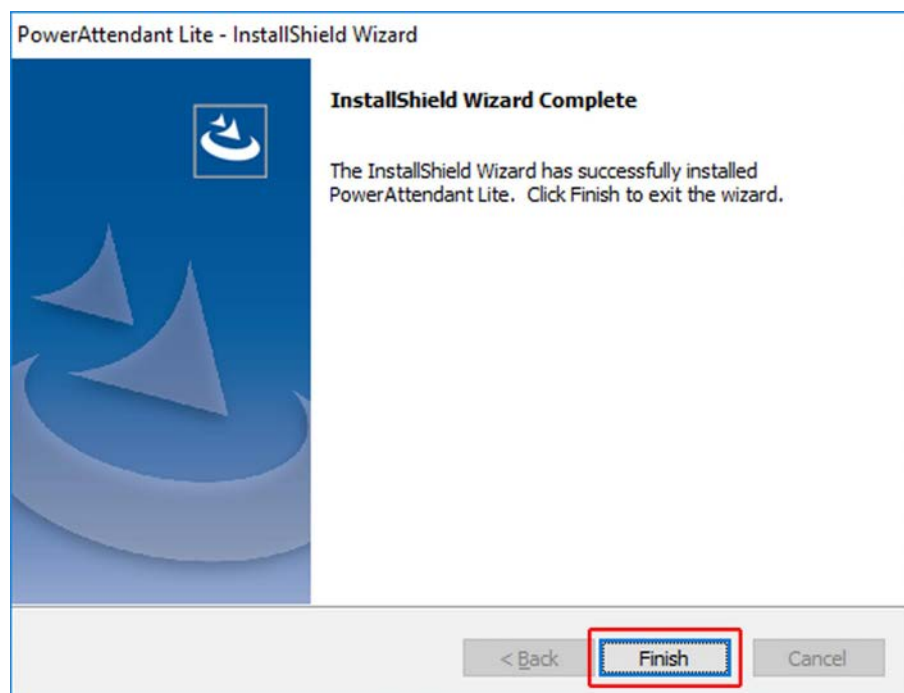 PowerAttendant Lite - InstallShield Wizard
InstallShield Wizard Complete
The InstallShield Wizard has successfully installed
PowerAttendant Lite. Click Finish to exit the wizard.
< Back
Finish
Cancel